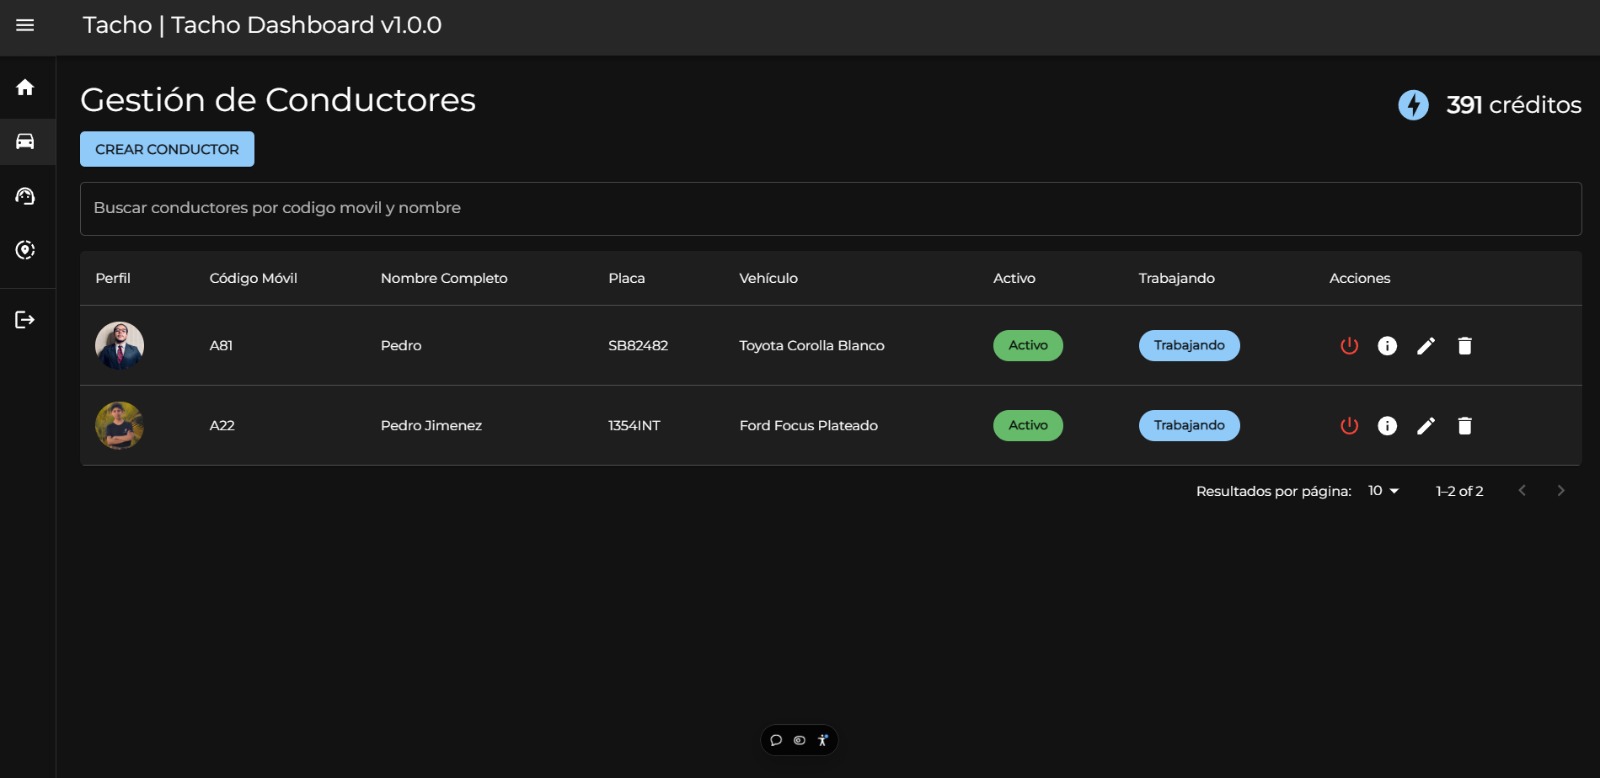 Tacho | Tacho Dashboard v1.0.0
Gestión de Conductores
391 créditos
CREAR CONDUCTOR
Buscar conductores por codigo movil y nombre
Perfil Código Móvil Nombre Completo Placa Vehículo Activo Trabajando Acciones
A81 Pedro SB82482 Toyota Corolla Blanco Activo Trabajando
A22 Pedro Jimenez 1354INT Ford Focus Plateado Activo Trabajando
Resultados por página: 10 1–2 of 2